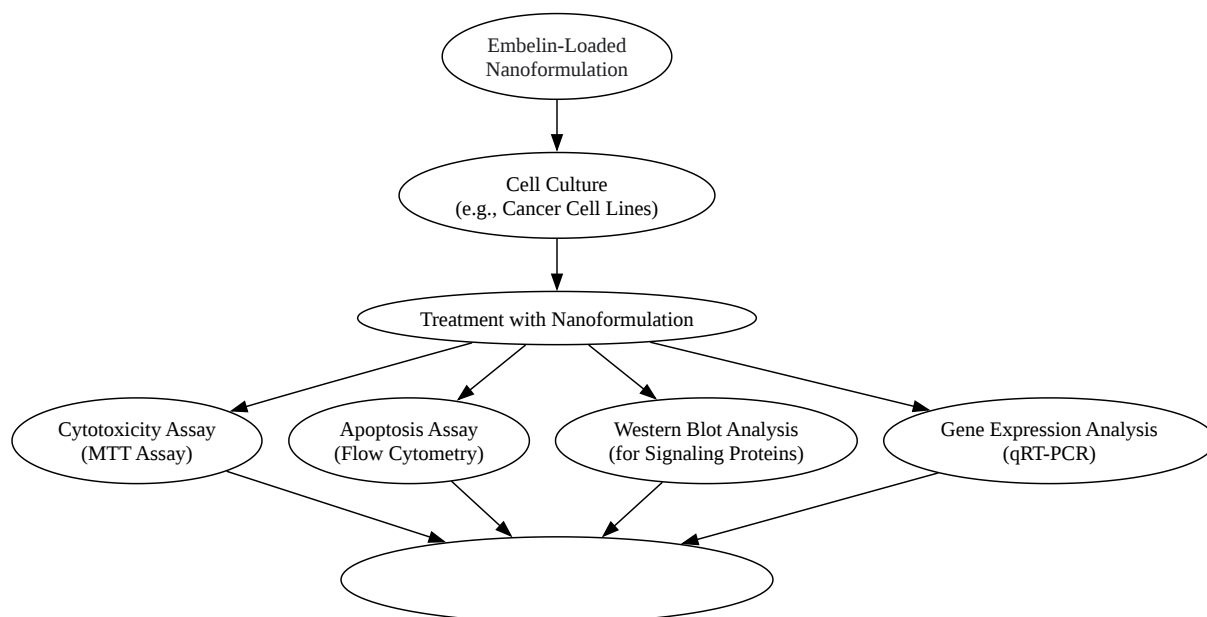 Embelin-Loaded
Nanoformulation
Cell Culture
(e.g., Cancer Cell Lines)
Treatment with Nanoformulation
Cytotoxicity Assay
(MTT Assay)
Apoptosis Assay
(Flow Cytometry)
Western Blot Analysis
(for Signaling Proteins)
Gene Expression Analysis
(qRT-PCR)